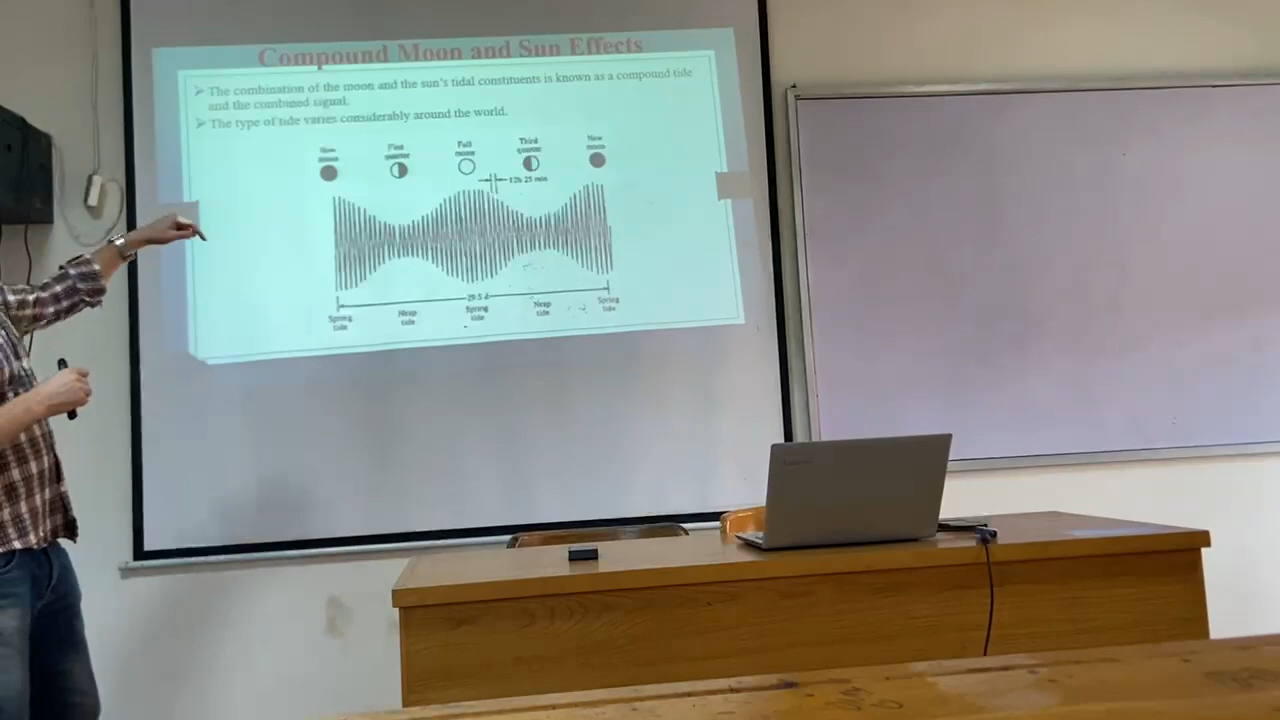 Compound Moon and Sun Effects
➢ The combination of the moon and the sun's tidal constituents is known as a compound tide
and the combined signal.
➢ The type of tide varies considerably around the world.
New moon
First quarter
Full moon
Third quarter
New moon
12h 25 min
29.5 d
Spring tide
Neap tide
Spring tide
Neap tide
Spring tide